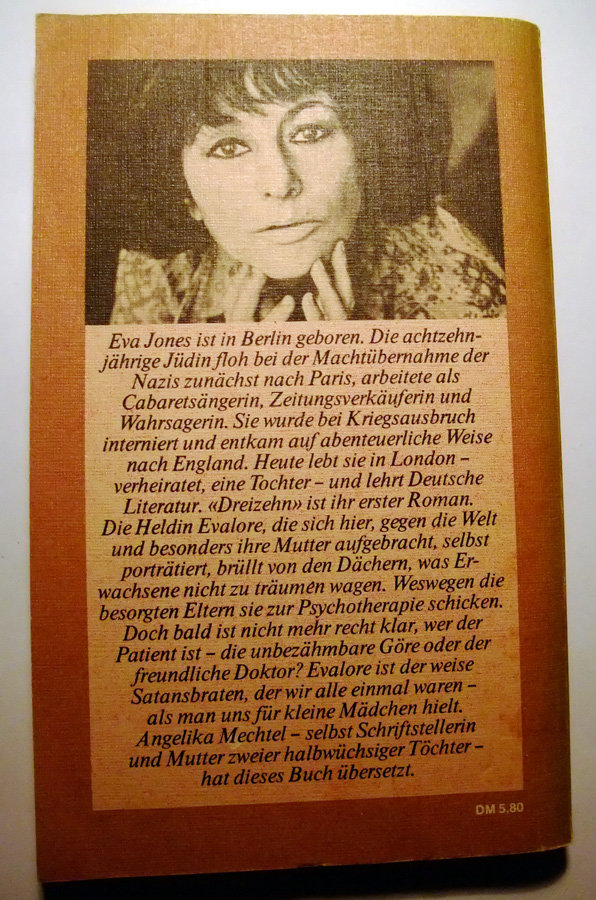 Eva Jones ist in Berlin geboren. Die achtzehn-
jährige Jüdin floh bei der Machtübernahme der
Nazis zunächst nach Paris, arbeitete als
Cabaretsängerin, Zeitungsverkäuferin und
Wahrsagerin. Sie wurde bei Kriegsausbruch
interniert und entkam auf abenteuerliche Weise
nach England. Heute lebt sie in London –
verheiratet, eine Tochter – und lehrt Deutsche
Literatur. «Dreizehn» ist ihr erster Roman.
Die Heldin Evalore, die sich hier, gegen die Welt
und besonders ihre Mutter aufgebracht, selbst
porträtiert, brüllt von den Dächern, was Er-
wachsene nicht zu träumen wagen. Weswegen die
besorgten Eltern sie zur Psychotherapie schicken.
Doch bald ist nicht mehr recht klar, wer der
Patient ist – die unbezähmbare Göre oder der
freundliche Doktor? Evalore ist der weise
Satansbraten, der wir alle einmal waren –
als man uns für kleine Mädchen hielt.
Angelika Mechtel – selbst Schriftstellerin
und Mutter zweier halbwüchsiger Töchter –
hat dieses Buch übersetzt.
DM 5,80